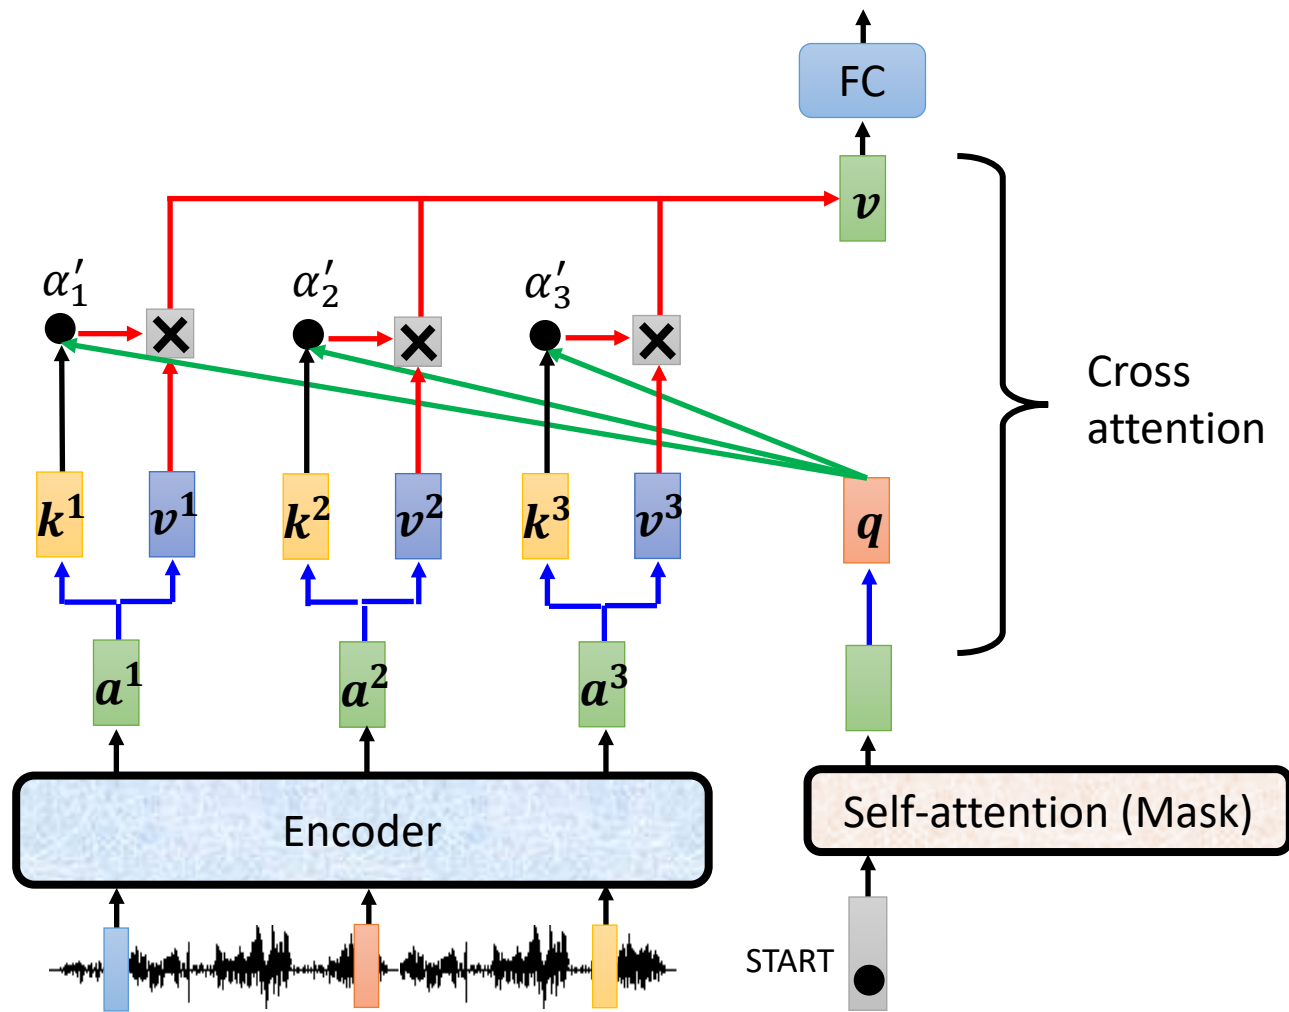 FC
v
α′₁ α′₂ α′₃
Cross
attention
k¹ v¹ k² v² k³ v³ q
a¹ a² a³
Encoder
Self-attention (Mask)
START